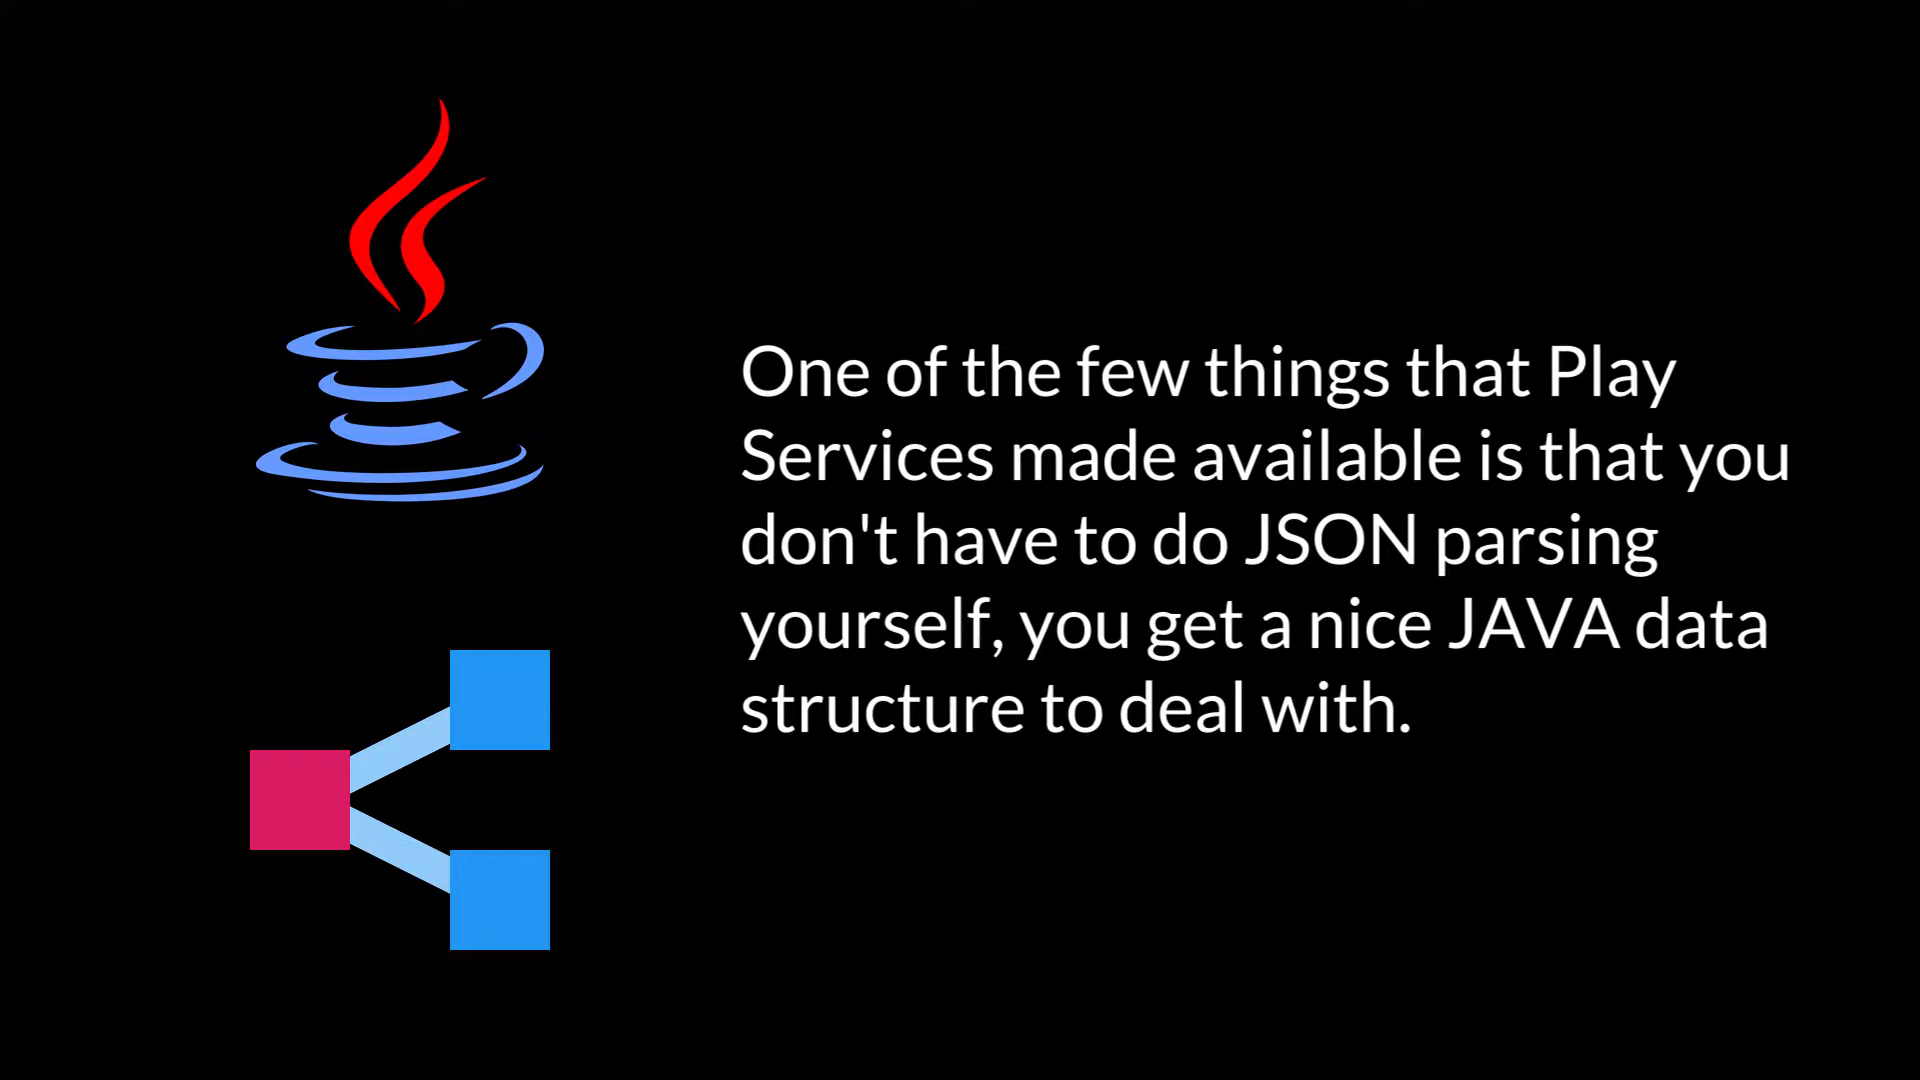 One of the few things that Play
Services made available is that you
don't have to do JSON parsing
yourself, you get a nice JAVA data
structure to deal with.